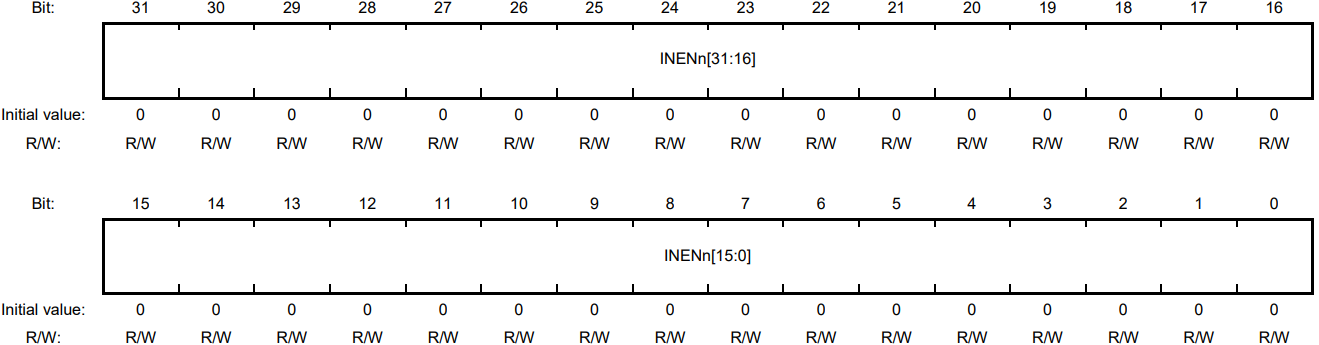 Bit: 31 30 29 28 27 26 25 24 23 22 21 20 19 18 17 16
INENn[31:16]
Initial value: 0 0 0 0 0 0 0 0 0 0 0 0 0 0 0 0
R/W: R/W R/W R/W R/W R/W R/W R/W R/W R/W R/W R/W R/W R/W R/W R/W R/W
Bit: 15 14 13 12 11 10 9 8 7 6 5 4 3 2 1 0
INENn[15:0]
Initial value: 0 0 0 0 0 0 0 0 0 0 0 0 0 0 0 0
R/W: R/W R/W R/W R/W R/W R/W R/W R/W R/W R/W R/W R/W R/W R/W R/W R/W